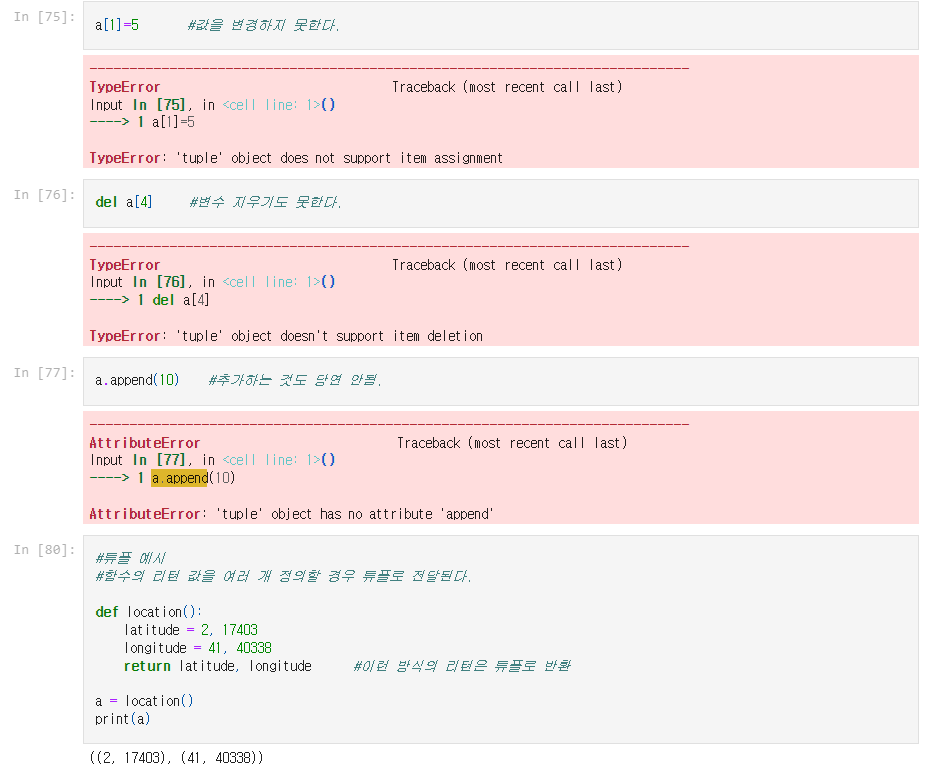 In [75]:
a[1]=5 #값을 변경하지 못한다.
---------------------------------------------------------------------------
TypeError Traceback (most recent call last)
Input In [75], in <cell line: 1>()
----> 1 a[1]=5
TypeError: 'tuple' object does not support item assignment
In [76]:
del a[4] #변수 지우기도 못한다.
---------------------------------------------------------------------------
TypeError Traceback (most recent call last)
Input In [76], in <cell line: 1>()
----> 1 del a[4]
TypeError: 'tuple' object doesn't support item deletion
In [77]:
a.append(10) #추가하는 것도 당연 안됨.
---------------------------------------------------------------------------
AttributeError Traceback (most recent call last)
Input In [77], in <cell line: 1>()
----> 1 a.append(10)
AttributeError: 'tuple' object has no attribute 'append'
In [80]:
#튜플 예시
#함수의 리턴 값을 여러 개 정의할 경우 튜플로 전달된다.
def location():
latitude = 2, 17403
longitude = 41, 40338
return latitude, longitude #이런 방식의 리턴은 튜플로 반환
a = location()
print(a)
((2, 17403), (41, 40338))